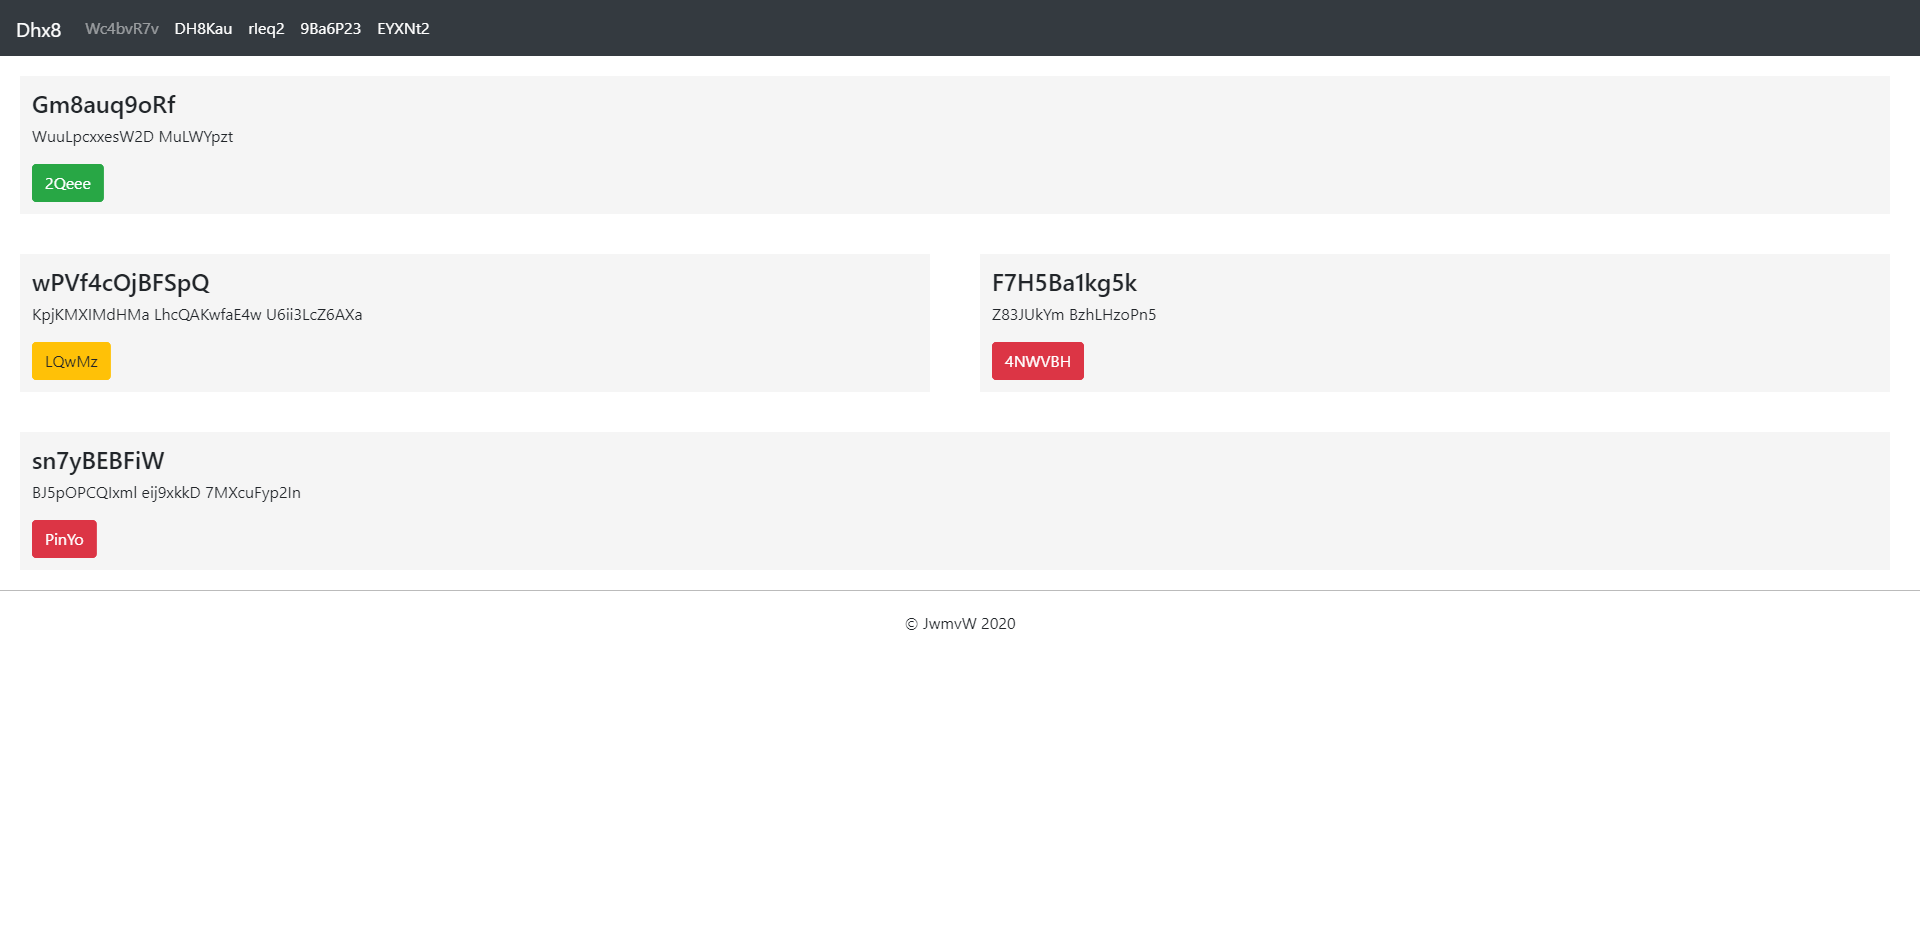 Dhx8 Wc4bvR7v DH8Kau rIeq2 9Ba6P23 EYXNt2
Gm8auq9oRf
WuuLpcxxesW2D MuLWYpzt
2Qeee
wPVf4cOjBFSpQ
KpjKMXIMdHMa LhcQAKwfaE4w U6ii3LcZ6AXa
LQwMz
F7H5Ba1kg5k
Z83JUkYm BzhLHzoPn5
4NWVBH
sn7yBEBFiW
BJ5pOPCQIxml eij9xkkD 7MXcuFyp2In
PinYo
© JwmvW 2020